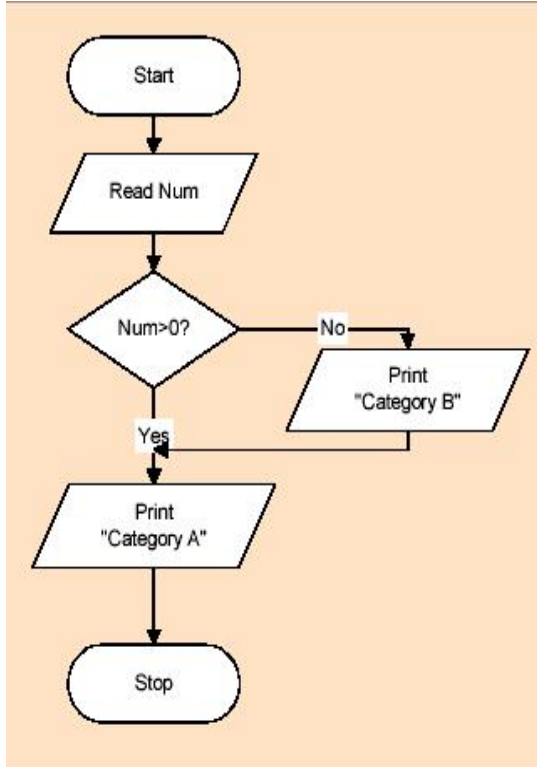 Start
Read Num
Num>0?
No
Print
"Category B"
Yes
Print
"Category A"
Stop